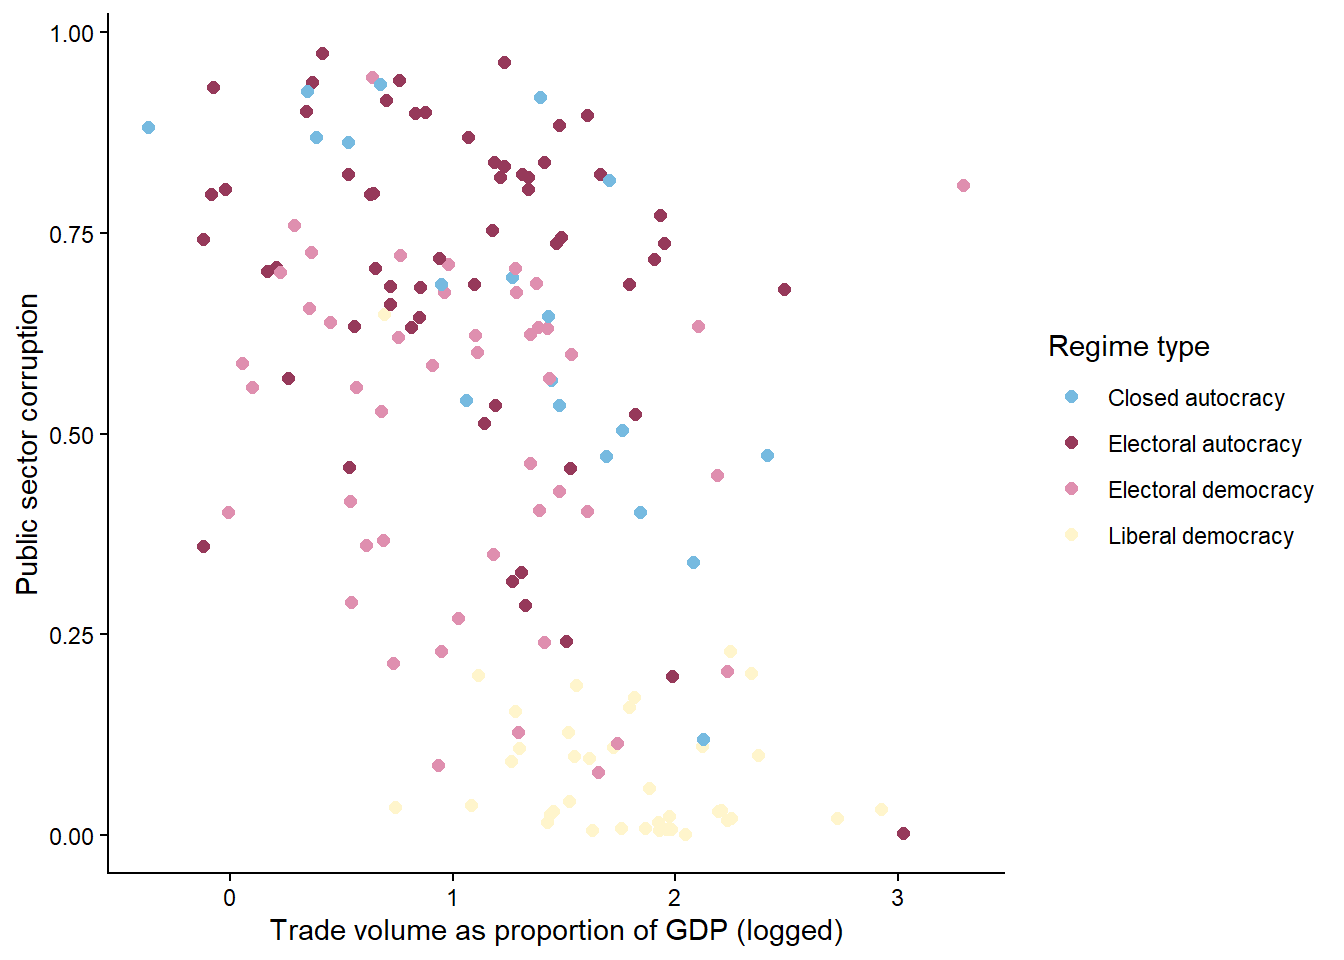 1.00
0.75
0.50
0.25
0.00
Public sector corruption
0
1
2
3
Trade volume as proportion of GDP (logged)
Regime type
Closed autocracy
Electoral autocracy
Electoral democracy
Liberal democracy